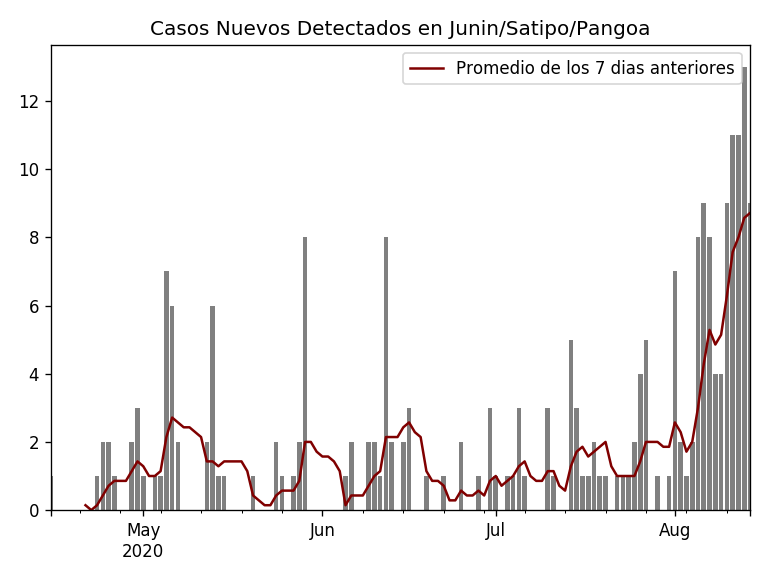 Casos Nuevos Detectados en Junin/Satipo/Pangoa
Promedio de los 7 dias anteriores
12
10
8
6
4
2
0
May Jun Jul Aug
2020